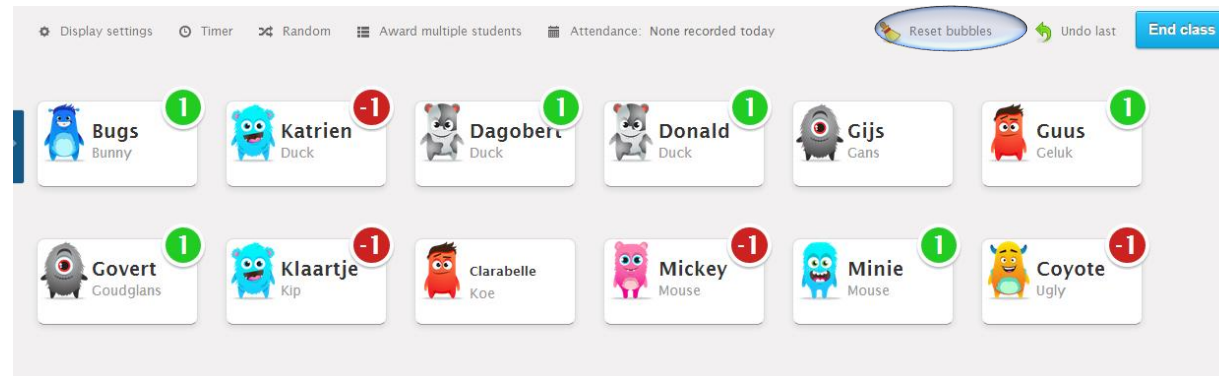 Display settings Timer Random Award multiple students Attendance: None recorded today Reset bubbles Undo last End class
1 -1 1 1 1
Bugs Katrien Dagobert Donald Gijs Guus
Bunny Duck Duck Duck Gans Geluk
1 -1 -1 1 -1
Govert Klaartje Clarabelle Mickey Minie Coyote
Goudglans Kip Koe Mouse Mouse Ugly